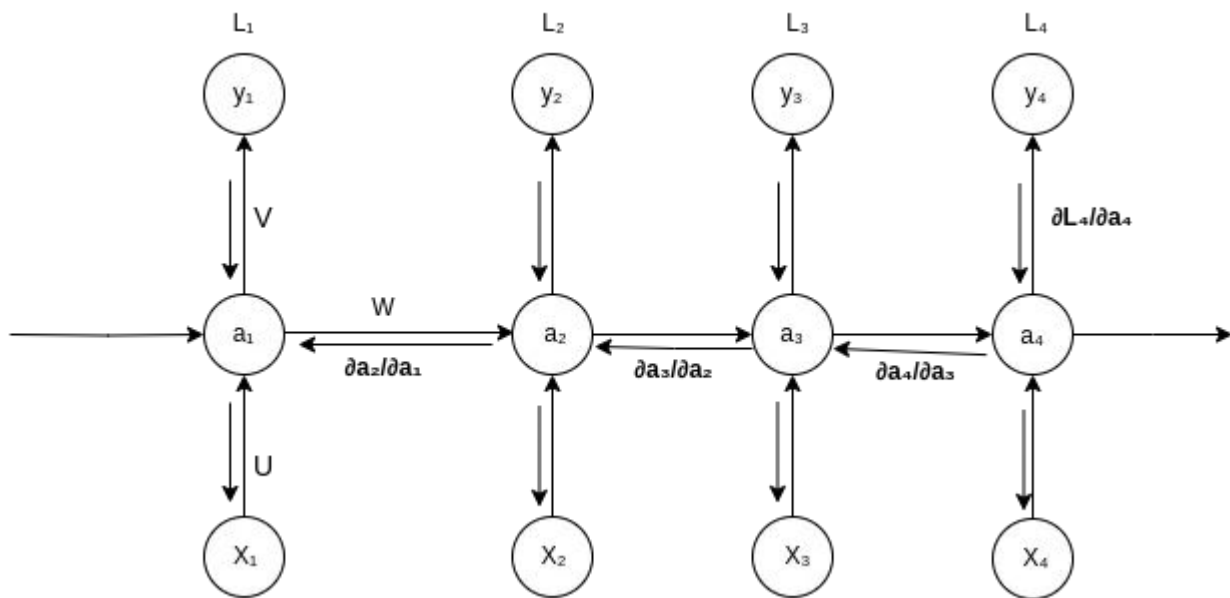 L₁ L₂ L₃ L₄
y₁ y₂ y₃ y₄
V ∂L₄/∂a₄
W
a₁ a₂ a₃ a₄
∂a₂/∂a₁ ∂a₃/∂a₂ ∂a₄/∂a₃
U
X₁ X₂ X₃ X₄